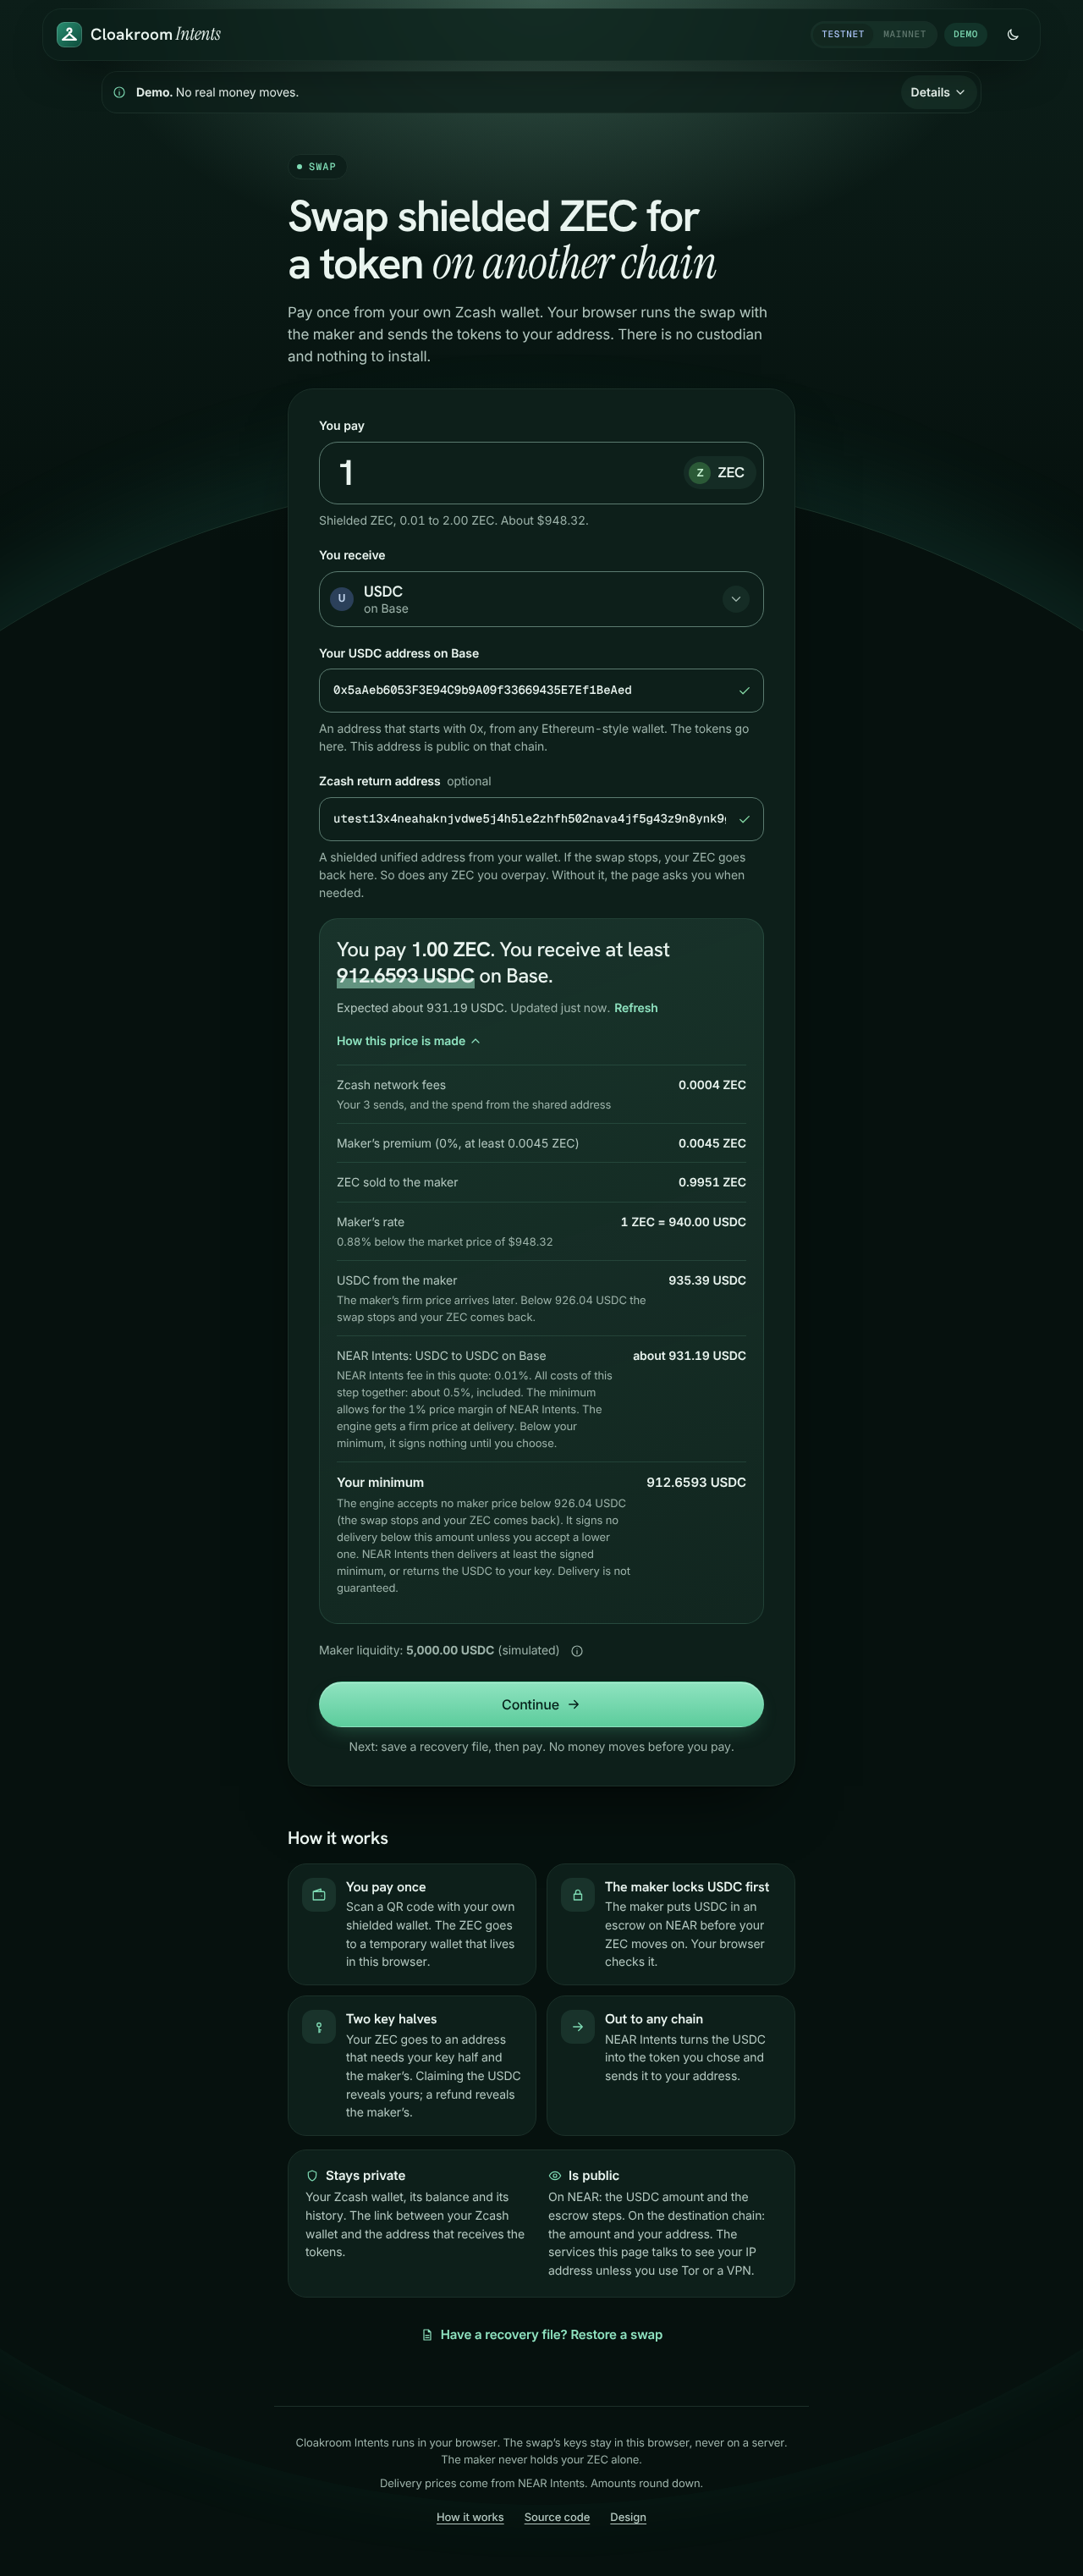 Cloakroom Intents
TESTNET
MAINNET
DEMO
Demo. No real money moves.
Details
SWAP
Swap shielded ZEC for
a token on another chain
Pay once from your own Zcash wallet. Your browser runs the swap with
the maker and sends the tokens to your address. There is no custodian
and nothing to install.
You pay
1
Z ZEC
Shielded ZEC, 0.01 to 2.00 ZEC. About $948.32.
You receive
U
USDC
on Base
Your USDC address on Base
0x5aAeb6053F3E94C9b9A09f33669435E7Ef1BeAed
An address that starts with 0x, from any Ethereum-style wallet. The tokens go
here. This address is public on that chain.
Zcash return address optional
utest13x4neahaknjvdwe5j4h5le2zhfh502nava4jf5g43z9n8ynk9
A shielded unified address from your wallet. If the swap stops, your ZEC goes
back here. So does any ZEC you overpay. Without it, the page asks you when
needed.
You pay 1.00 ZEC. You receive at least
912.6593 USDC on Base.
Expected about 931.19 USDC. Updated just now. Refresh
How this price is made
Zcash network fees 0.0004 ZEC
Your 3 sends, and the spend from the shared address
Maker's premium (0%, at least 0.0045 ZEC) 0.0045 ZEC
ZEC sold to the maker 0.9951 ZEC
Maker's rate 1 ZEC = 940.00 USDC
0.88% below the market price of $948.32
USDC from the maker 935.39 USDC
The maker's firm price arrives later. Below 926.04 USDC the
swap stops and your ZEC comes back.
NEAR Intents: USDC to USDC on Base about 931.19 USDC
NEAR Intents fee in this quote: 0.01%. All costs of this
step together: about 0.5%, included. The minimum
allows for the 1% price margin of NEAR Intents. The
engine gets a firm price at delivery. Below your
minimum, it signs nothing until you choose.
Your minimum 912.6593 USDC
The engine accepts no maker price below 926.04 USDC
(the swap stops and your ZEC comes back). It signs no
delivery below this amount unless you accept a lower
one. NEAR Intents then delivers at least the signed
minimum, or returns the USDC to your key. Delivery is not
guaranteed.
Maker liquidity: 5,000.00 USDC (simulated)
Continue →
Next: save a recovery file, then pay. No money moves before you pay.
How it works
You pay once
Scan a QR code with your own
shielded wallet. The ZEC goes
to a temporary wallet that lives
in this browser.
The maker locks USDC first
The maker puts USDC in an
escrow on NEAR before your
ZEC moves on. Your browser
checks it.
Two key halves
Your ZEC goes to an address
that needs your key half and
the maker's. Claiming the USDC
reveals yours; a refund reveals
the maker's.
Out to any chain
NEAR Intents turns the USDC
into the token you chose and
sends it to your address.
Stays private
Your Zcash wallet, its balance and its
history. The link between your Zcash
wallet and the address that receives the
tokens.
Is public
On NEAR: the USDC amount and the
escrow steps. On the destination chain:
the amount and your address. The
services this page talks to see your IP
address unless you use Tor or a VPN.
Have a recovery file? Restore a swap
Cloakroom Intents runs in your browser. The swap's keys stay in this browser, never on a server.
The maker never holds your ZEC alone.
Delivery prices come from NEAR Intents. Amounts round down.
How it works Source code Design